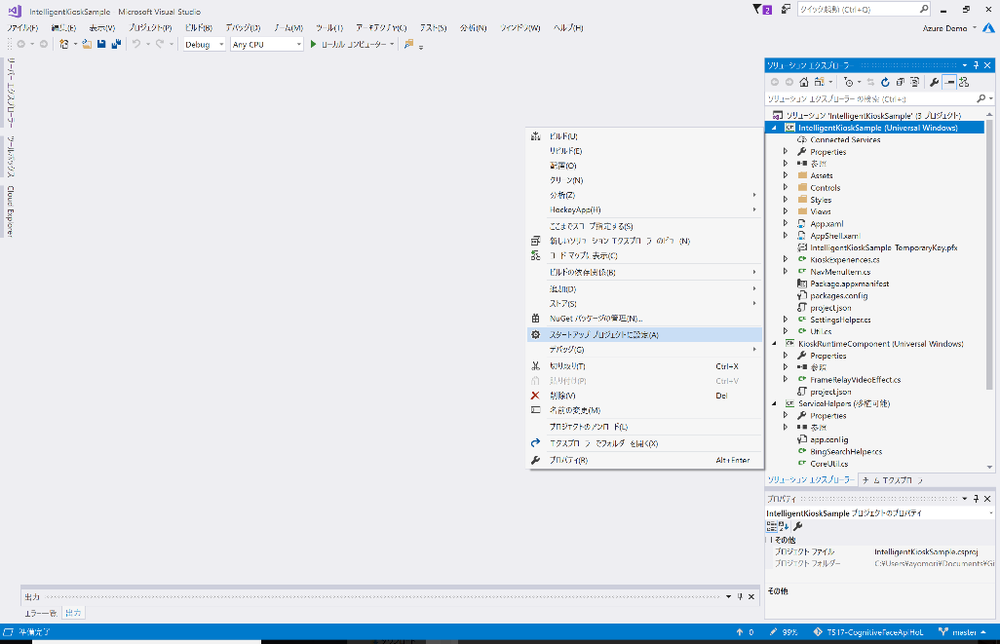 IntelligentKioskSample - Microsoft Visual Studio
2
クイック起動 (Ctrl+Q)
ファイル(F) 編集(E) 表示(V) プロジェクト(P) ビルド(B) デバッグ(D) チーム(M) ツール(T) アーキテクチャ(C) テスト(S) 分析(N) ウィンドウ(W) ヘルプ(H)
Azure Demo
Debug Any CPU ローカル コンピューター
サーバー エクスプローラー
ツールボックス
Cloud Explorer
ビルド(U)
リビルド(E)
配置(O)
クリーン(N)
分析(Z)
HockeyApp(H)
ここまでスコープ指定する(S)
新しいソリューション エクスプローラーのビュー(N)
コード マップに表示(C)
ビルドの依存関係(B)
追加(D)
ストア(S)
NuGet パッケージの管理(N)...
スタートアップ プロジェクトに設定(A)
デバッグ(G)
切り取り(T) Ctrl+X
貼り付け(P) Ctrl+V
削除(V) Del
名前の変更(M)
プロジェクトのアンロード(L)
エクスプローラーでフォルダーを開く(X)
プロパティ(R) Alt+Enter
ソリューション エクスプローラー
ソリューション エクスプローラー の検索 (Ctrl+;)
ソリューション 'IntelligentKioskSample' (3 プロジェクト)
IntelligentKioskSample (Universal Windows)
Connected Services
Properties
参照
Assets
Controls
Styles
Views
App.xaml
AppShell.xaml
IntelligentKioskSample_TemporaryKey.pfx
KioskExperiences.cs
NavMenuItem.cs
Package.appxmanifest
packages.config
project.json
SettingsHelper.cs
Util.cs
KioskRuntimeComponent (Universal Windows)
Properties
参照
FrameRelayVideoEffect.cs
project.json
ServiceHelpers (移植可能)
Properties
参照
app.config
BingSearchHelper.cs
CoreUtil.cs
ソリューション エクスプローラー チーム エクスプローラー
プロパティ
IntelligentKioskSample プロジェクトのプロパティ
その他
プロジェクト ファイル IntelligentKioskSample.csproj
プロジェクト フォルダー C:¥Users¥ayomori¥Documents¥Gi
その他
出力
エラー一覧 出力
準備完了
0 99% TS17-CognitiveFaceApiHoL master